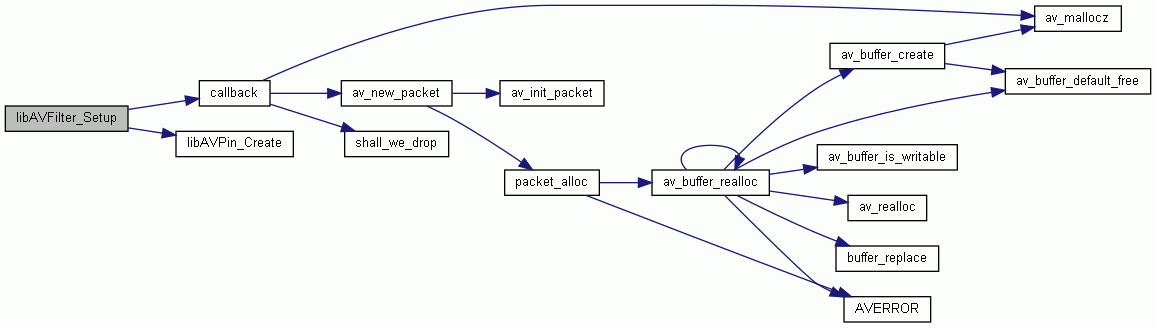 libAVFilter_Setup
callback
libAVPin_Create
av_new_packet
shall_we_drop
av_init_packet
packet_alloc
av_buffer_realloc
av_buffer_create
av_buffer_is_writable
av_realloc
buffer_replace
AVERROR
av_mallocz
av_buffer_default_free